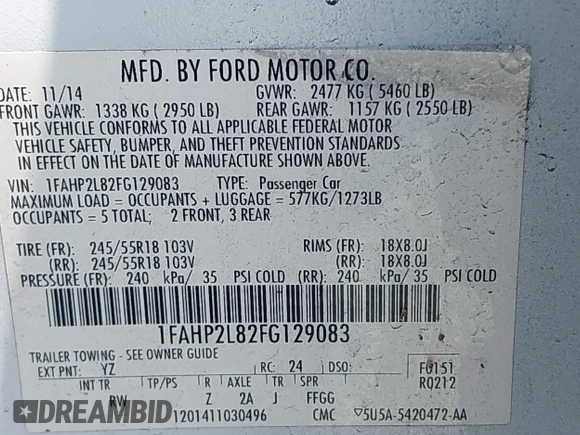 MFD. BY FORD MOTOR CO.
DATE: 11/14 GVWR: 2477 KG (5460 LB)
FRONT GAWR: 1338 KG (2950 LB) REAR GAWR: 1157 KG (2550 LB)
THIS VEHICLE CONFORMS TO ALL APPLICABLE FEDERAL MOTOR
VEHICLE SAFETY, BUMPER, AND THEFT PREVENTION STANDARDS
IN EFFECT ON THE DATE OF MANUFACTURE SHOWN ABOVE.
VIN: 1FAHP2L82FG129083 TYPE: Passenger Car
MAXIMUM LOAD = OCCUPANTS + LUGGAGE = 577KG/1273LB
OCCUPANTS = 5 TOTAL; 2 FRONT, 3 REAR
TIRE (FR): 245/55R18 103V RIMS (FR): 18X8.0J
(RR): 245/55R18 103V (RR): 18X8.0J
PRESSURE (FR): 240 kPa/ 35 PSI COLD (RR): 240 kPa/ 35 PSI COLD
1FAHP2L82FG129083
TRAILER TOWING - SEE OWNER GUIDE
EXT PNT: YZ RC: 24 DSO: F0151
INT TR TP/PS R AXLE TR SPR R0212
RW Z 2A J FFGG
DREAMBID 1201411030496 CMC ▽5U5A-5420472-AA